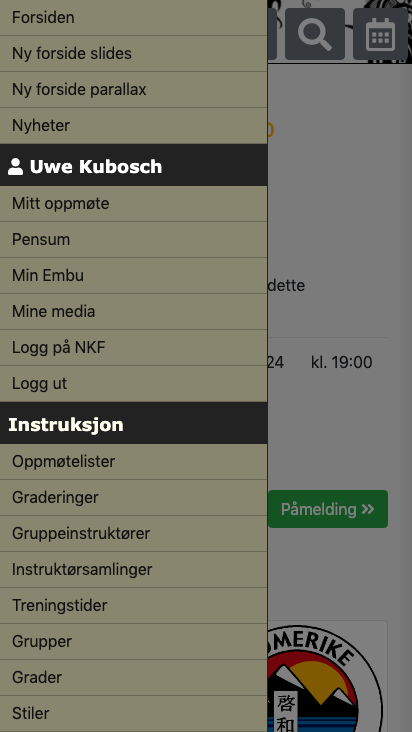 Forsiden
Ny forside slides
Ny forside parallax
Nyheter
Uwe Kubosch
Mitt oppmøte
Pensum
Min Embu
Mine media
Logg på NKF
Logg ut
Instruksjon
Oppmøtelister
Graderinger
Gruppeinstruktører
Instruktørsamlinger
Treningstider
Grupper
Grader
Stiler
dette
24 kl. 19:00
Påmelding »
OMERIKE
啓
和